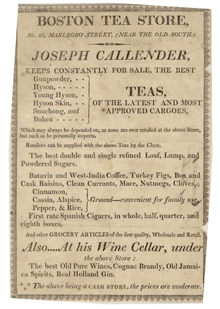 BOSTON TEA STORE,
No. 45, MARLBORO'-STREET, (NEAR THE OLD SOUTH.)
JOSEPH CALLENDER,
KEEPS CONSTANTLY FOR SALE, THE BEST
Gunpowder,
Hyson,
Young Hyson,
Hyson Skin,
Souchong, and
Bohea
TEAS,
OF THE LATEST AND MOST
APPROVED CARGOES,
Which may always be depended on, as none are ever retailed at the above Store, but such as he personally inspects.
Retailers can be supplied with the above Teas by the Chest.
The best double and single refined Loaf, Lump, and
Powdered Sugars.
Batavia and West-India Coffee, Turkey Figs, Box and
Cask Raisins, Clean Currants, Mace, Nutmegs, Cloves,
Cinnamon,
Cassia, Alspice,
Pepper, & Rice,
Ground—convenient for family use.
First rate Spanish Cigars, in whole, half, quarter, and
eighth boxes,
And other GROCERY ARTICLES of the first quality, Wholesale and Retail.
Also....At his Wine Cellar, under
the above Store:
The best Old Pure Wines, Cognac Brandy, Old Jamaica
Spirits, Real Holland Gin.
*** The above being a CASH STORE, the prices are moderate.